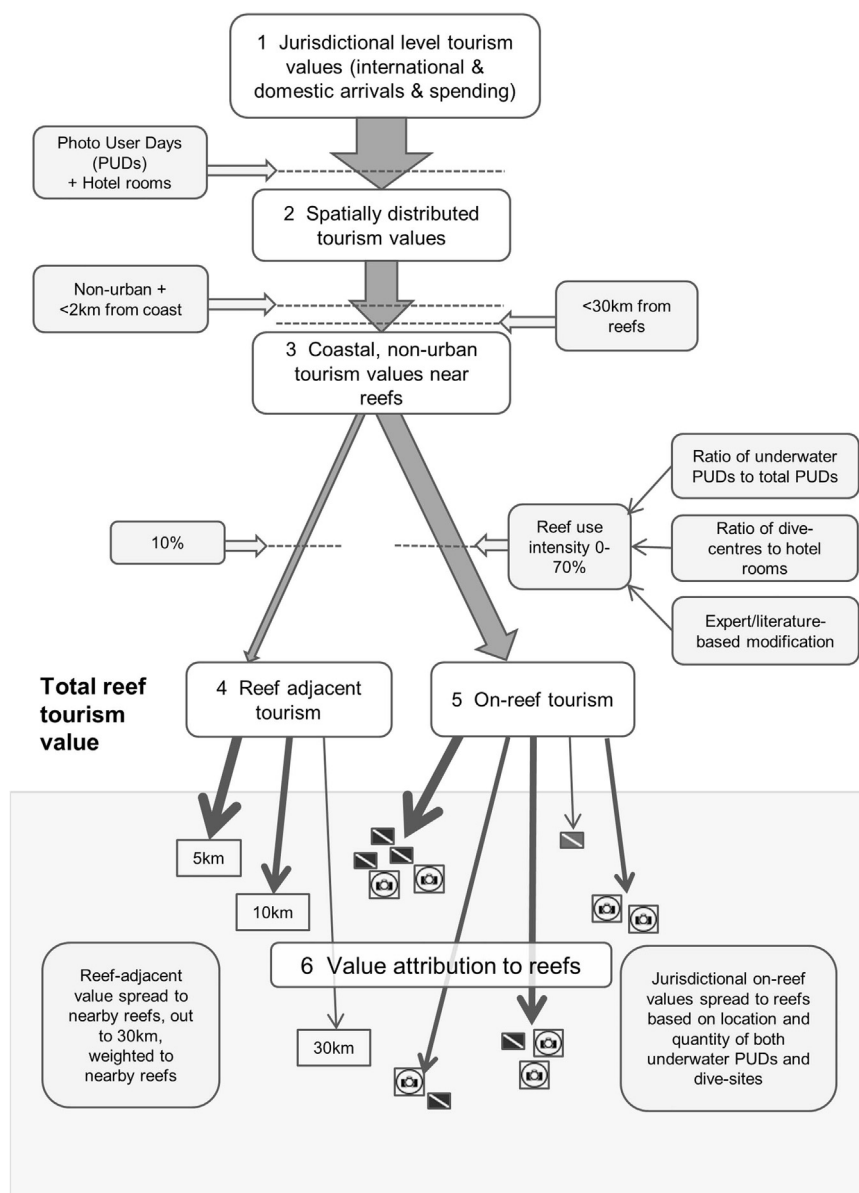 1 Jurisdictional level tourism
values (international &
domestic arrivals & spending)
Photo User Days
(PUDs)
+ Hotel rooms
2 Spatially distributed
tourism values
Non-urban +
<2km from coast
<30km from
reefs
3 Coastal, non-urban
tourism values near
reefs
Ratio of underwater
PUDs to total PUDs
10%
Reef use
intensity 0-
70%
Ratio of dive-
centres to hotel
rooms
Expert/literature-
based modification
Total reef
tourism
value
4 Reef adjacent
tourism
5 On-reef tourism
5km
10km
6 Value attribution to reefs
Reef-adjacent
value spread to
nearby reefs, out
to 30km,
weighted to
nearby reefs
30km
Jurisdictional on-reef
values spread to reefs
based on location and
quantity of both
underwater PUDs and
dive-sites